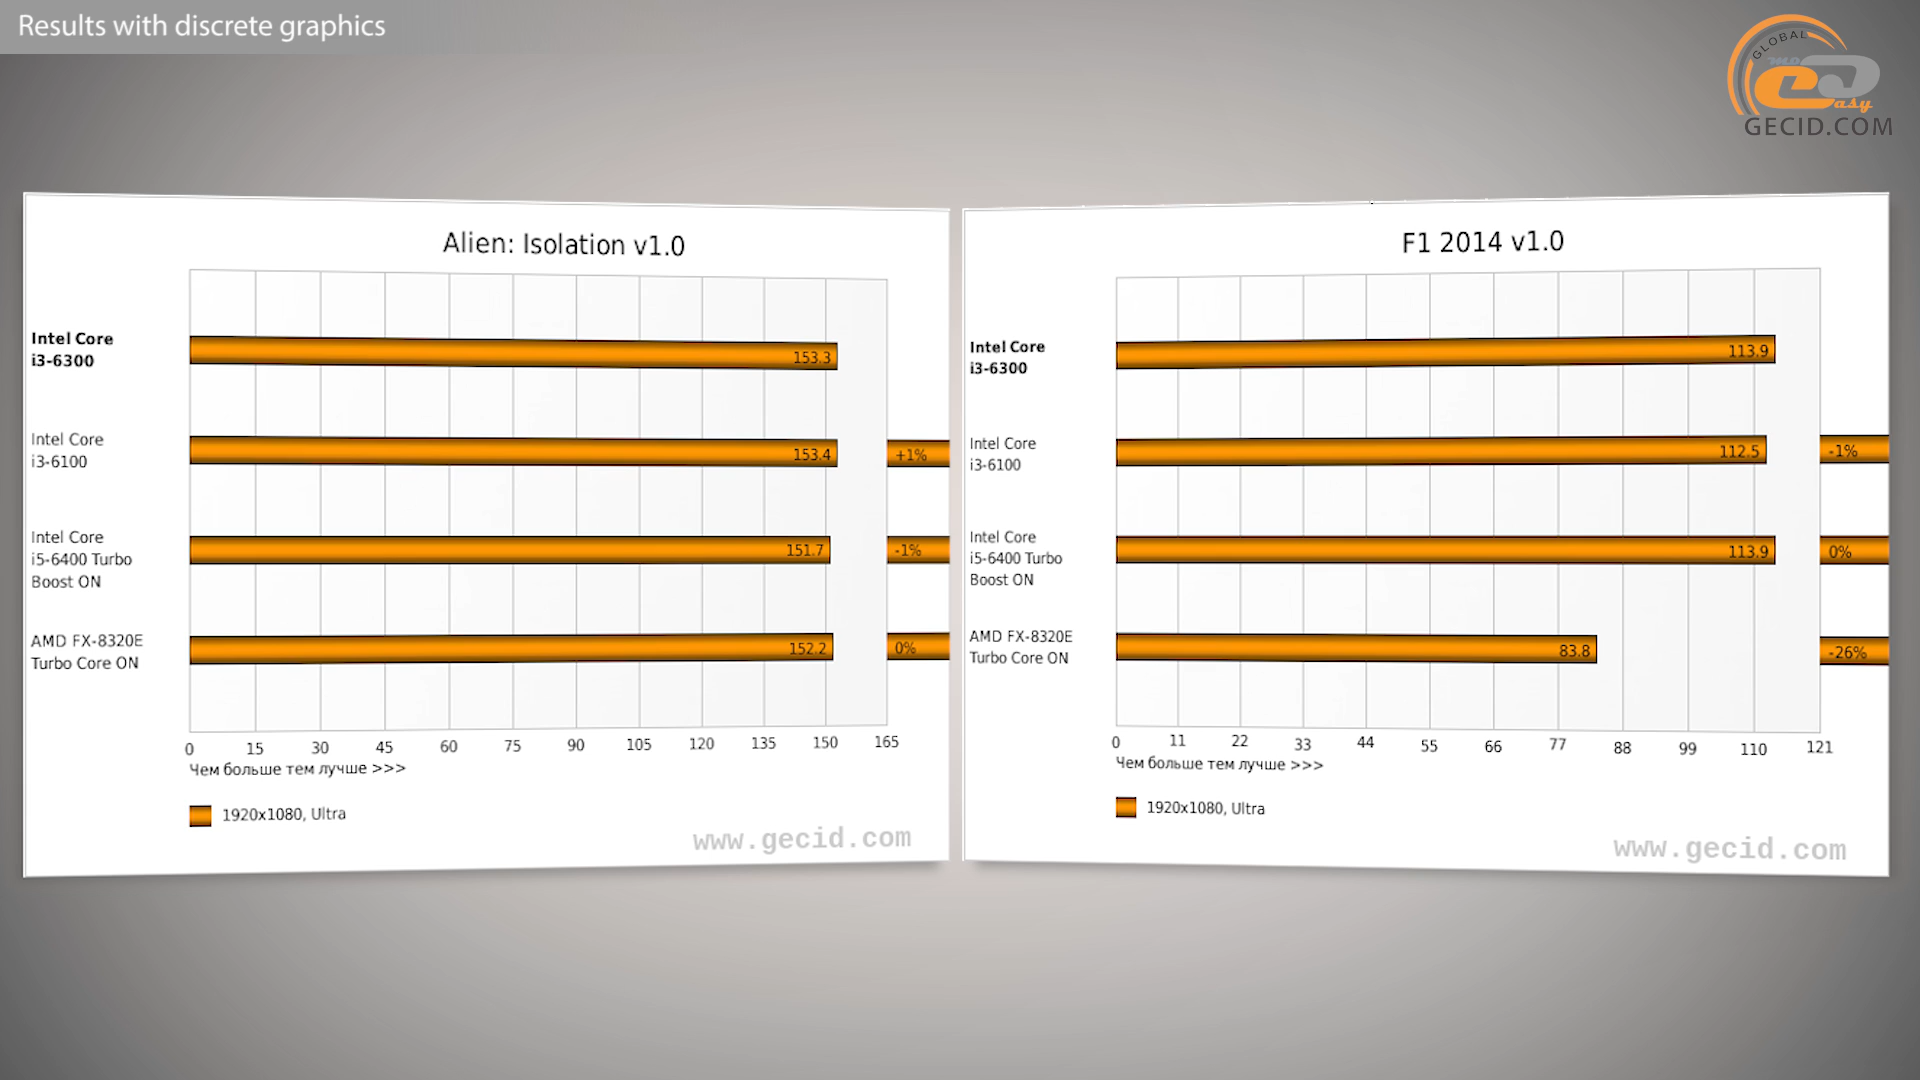 Results with discrete graphics
GLOBAL
easy
GECID.COM
Alien: Isolation v1.0
Intel Core
i3-6300
153.3
Intel Core
i3-6100
153.4
+1%
Intel Core
i5-6400 Turbo
Boost ON
151.7
-1%
AMD FX-8320E
Turbo Core ON
152.2
0%
0 15 30 45 60 75 90 105 120 135 150 165
Чем больше тем лучше >>>
1920x1080, Ultra
www.gecid.com
F1 2014 v1.0
Intel Core
i3-6300
113.9
Intel Core
i3-6100
112.5
-1%
Intel Core
i5-6400 Turbo
Boost ON
113.9
0%
AMD FX-8320E
Turbo Core ON
83.8
-26%
0 11 22 33 44 55 66 77 88 99 110 121
Чем больше тем лучше >>>
1920x1080, Ultra
www.gecid.com